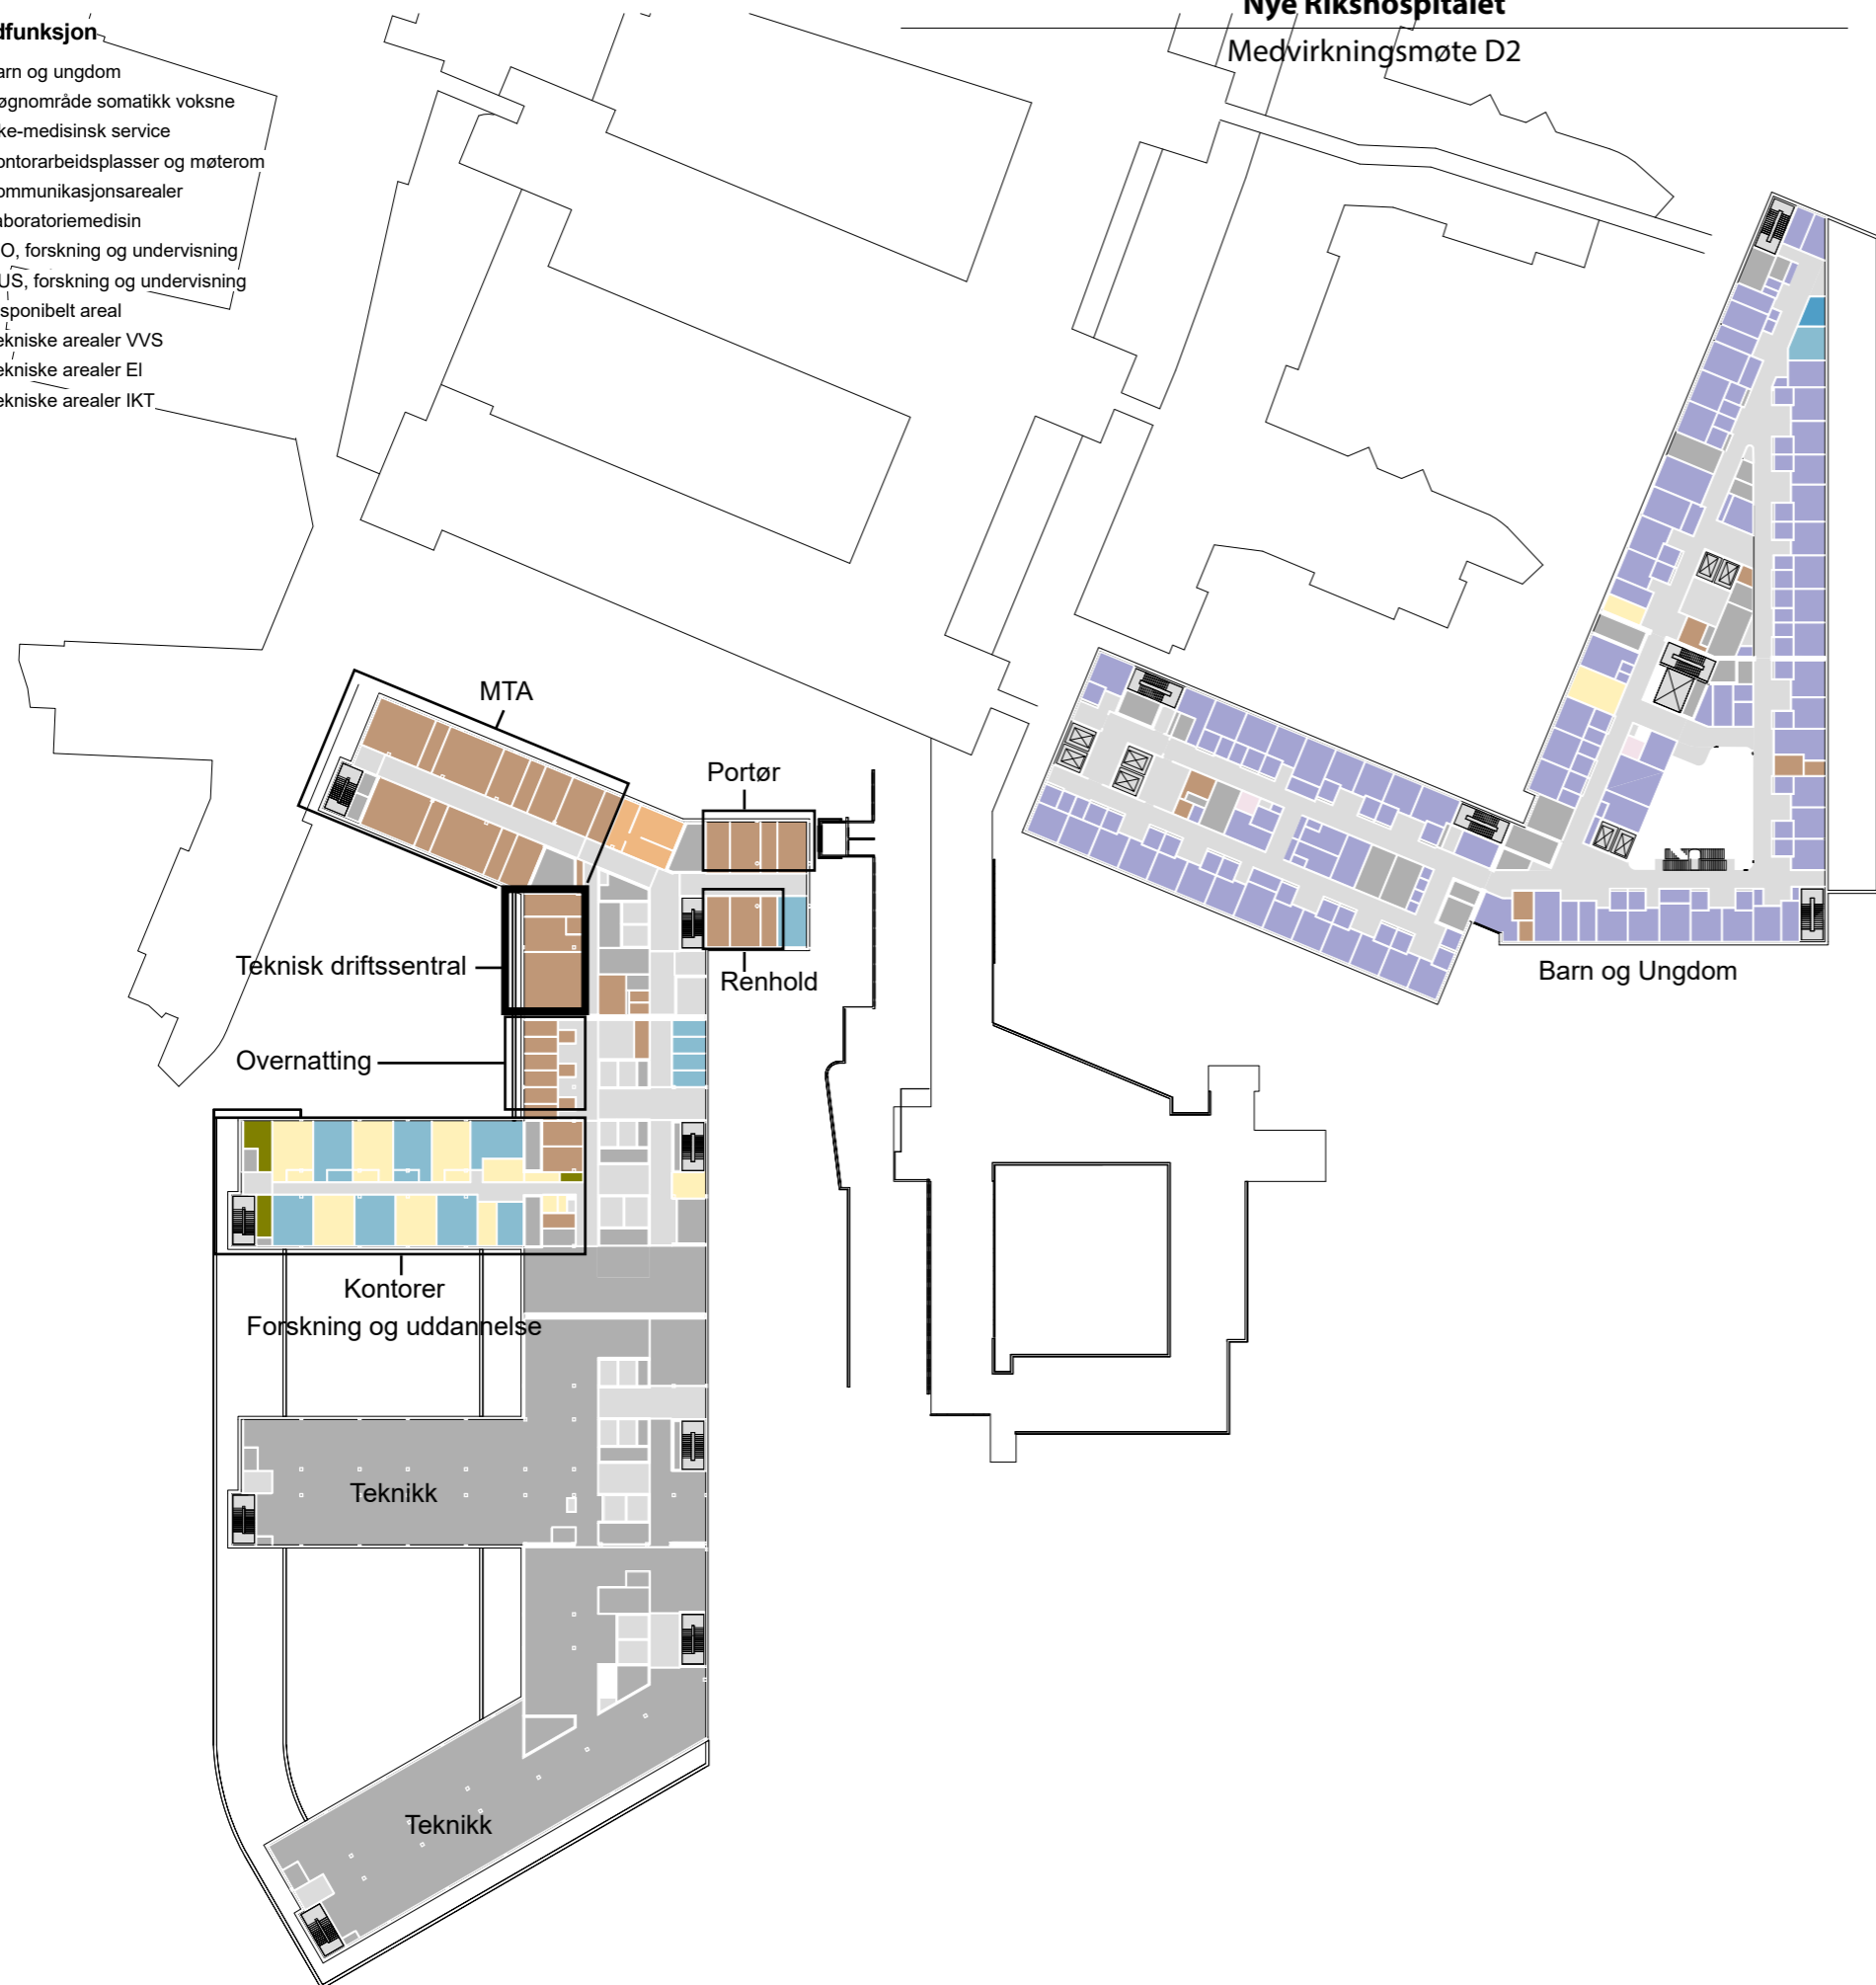 Nye Rikshospitalet
Medvirkningsmøte D2
dfunksjon
arn og ungdom
øgnområde somatikk voksne
ke-medisinsk service
ontorarbeidsplasser og møterom
ommunikasjonsarealer
aboratoriemedisin
O, forskning og undervisning
US, forskning og undervisning
sponibelt areal
ekniske arealer VVS
ekniske arealer El
ekniske arealer IKT
MTA
Portør
Teknisk driftssentral
Renhold
Barn og Ungdom
Overnatting
Kontorer
Forskning og uddannelse
Teknikk
Teknikk